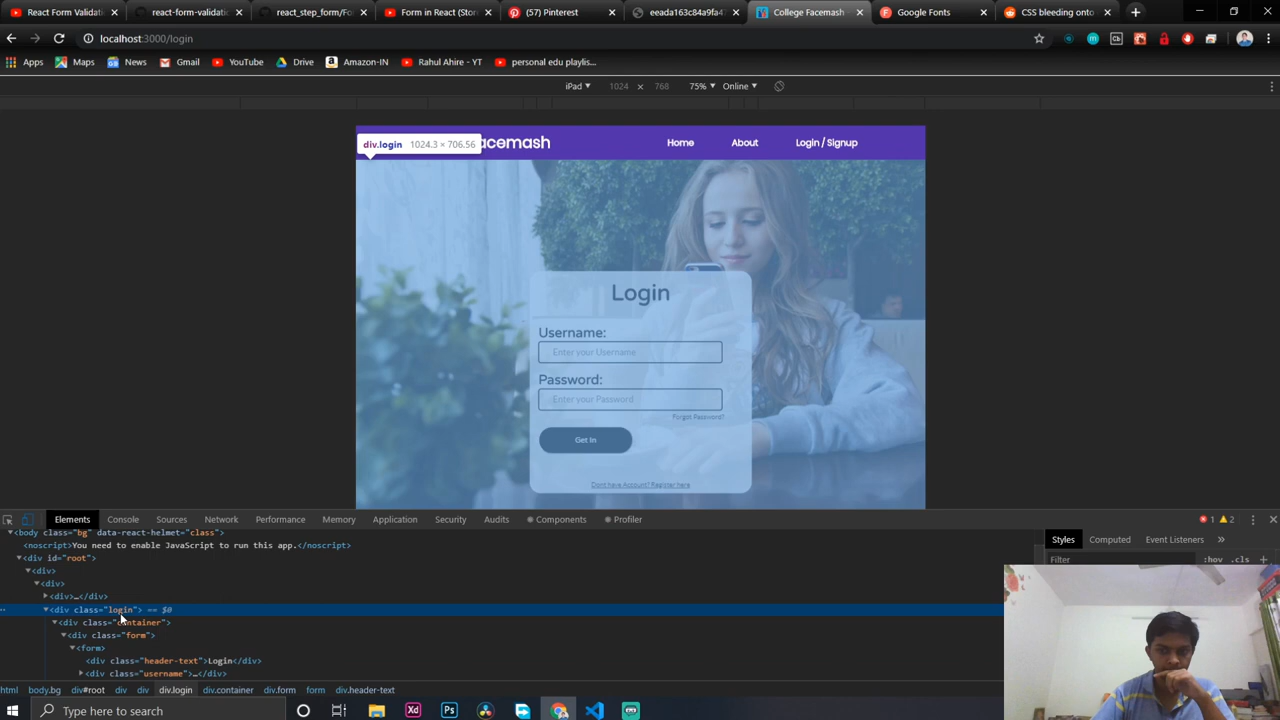 React Form Validati
react-form-validatio
react_step_form/Fo
Form in React (Stor
(57) Pinterest
eeada163c84a9fa47
College Facemash
Google Fonts
CSS bleeding onto
localhost:3000/login
Apps
Maps
News
Gmail
YouTube
Drive
Amazon-IN
Rahul Ahire - YT
personal edu playlis...
iPad
1024
×
768
75%
Online
div.login 1024.3 × 706.56
acemash
Home
About
Login / Signup
Login
Username:
Enter your Username
Password:
Enter your Password
Forgot Password?
Get In
Dont have Account? Register here
Elements
Console
Sources
Network
Performance
Memory
Application
Security
Audits
Components
Profiler
1
2
<body class="bg" data-react-helmet="class">
<noscript>You need to enable JavaScript to run this app.</noscript>
<div id="root">
<div>
<div>
<div>…</div>
<div class="login"> == $0
<div class="container">
<div class="form">
<form>
<div class="header-text">Login</div>
<div class="username">…</div>
Styles
Computed
Event Listeners
»
Filter
:hov
.cls
+
html
body.bg
div#root
div
div
div.login
div.container
div.form
form
div.header-text
Type here to search
Xd
Ps